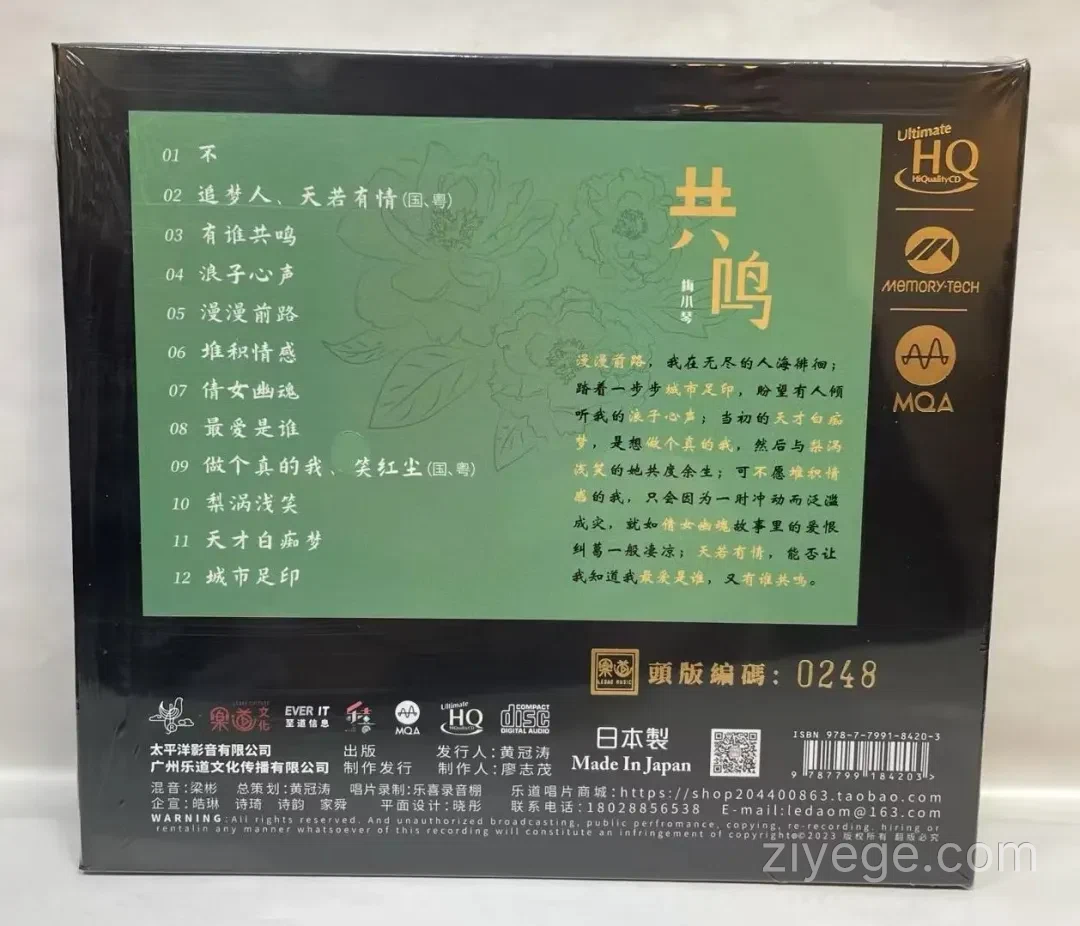 01 不
02 追梦人、天若有情(国、粤)
03 有谁共鸣
04 浪子心声
05 漫漫前路
06 堆积情感
07 倩女幽魂
08 最爱是谁
09 做个真的我、笑红尘(国、粤)
10 梨涡浅笑
11 天才白痴梦
12 城市足印
共鸣
梅小琴
漫漫前路，我在无尽的人海徘徊；
踏着一步步城市足印，盼望有人倾
听我的浪子心声；当初的天才白痴
梦，是想做个真的我，然后与梨涡
浅笑的她共度余生；可不愿堆积情
感的我，只会因为一时冲动而泛滥
成灾，就如倩女幽魂故事里的爱恨
纠葛一般凄凉；天若有情，能否让
我知道我最爱是谁，又有谁共鸣。
Ultimate
HQ
HiQualityCD
MEMORY-TECH
MQA
樂道
LEDAO MUSIC
頭版編碼：0248
樂道文化
EVER IT
至道信息
MQA
Ultimate
HQ
HiQualityCD
COMPACT
disc
DIGITAL AUDIO
日本製
Made In Japan
ISBN 978-7-7991-8420-3
9 787799 184203 >
太平洋影音有限公司 出版 发行人：黄冠涛
广州乐道文化传播有限公司 制作发行 制作人：廖志茂
混音：梁彬 总策划：黄冠涛 唱片录制：乐喜录音棚 乐道唱片商城：https://shop204400863.taobao.com
企宣：皓琳 诗琦 诗韵 家舜 平面设计：晓彤 联系电话：18028856538 E-mail:ledaom@163.com
WARNING:All rights reserved. And unauthorized broadcasting, public perfromance, copying, re-recording, hiring or
rentalin any manner whatsoever of this recording will constitute an infringement of copyright℗©2023 版权所有 翻版必究
ziyege.com